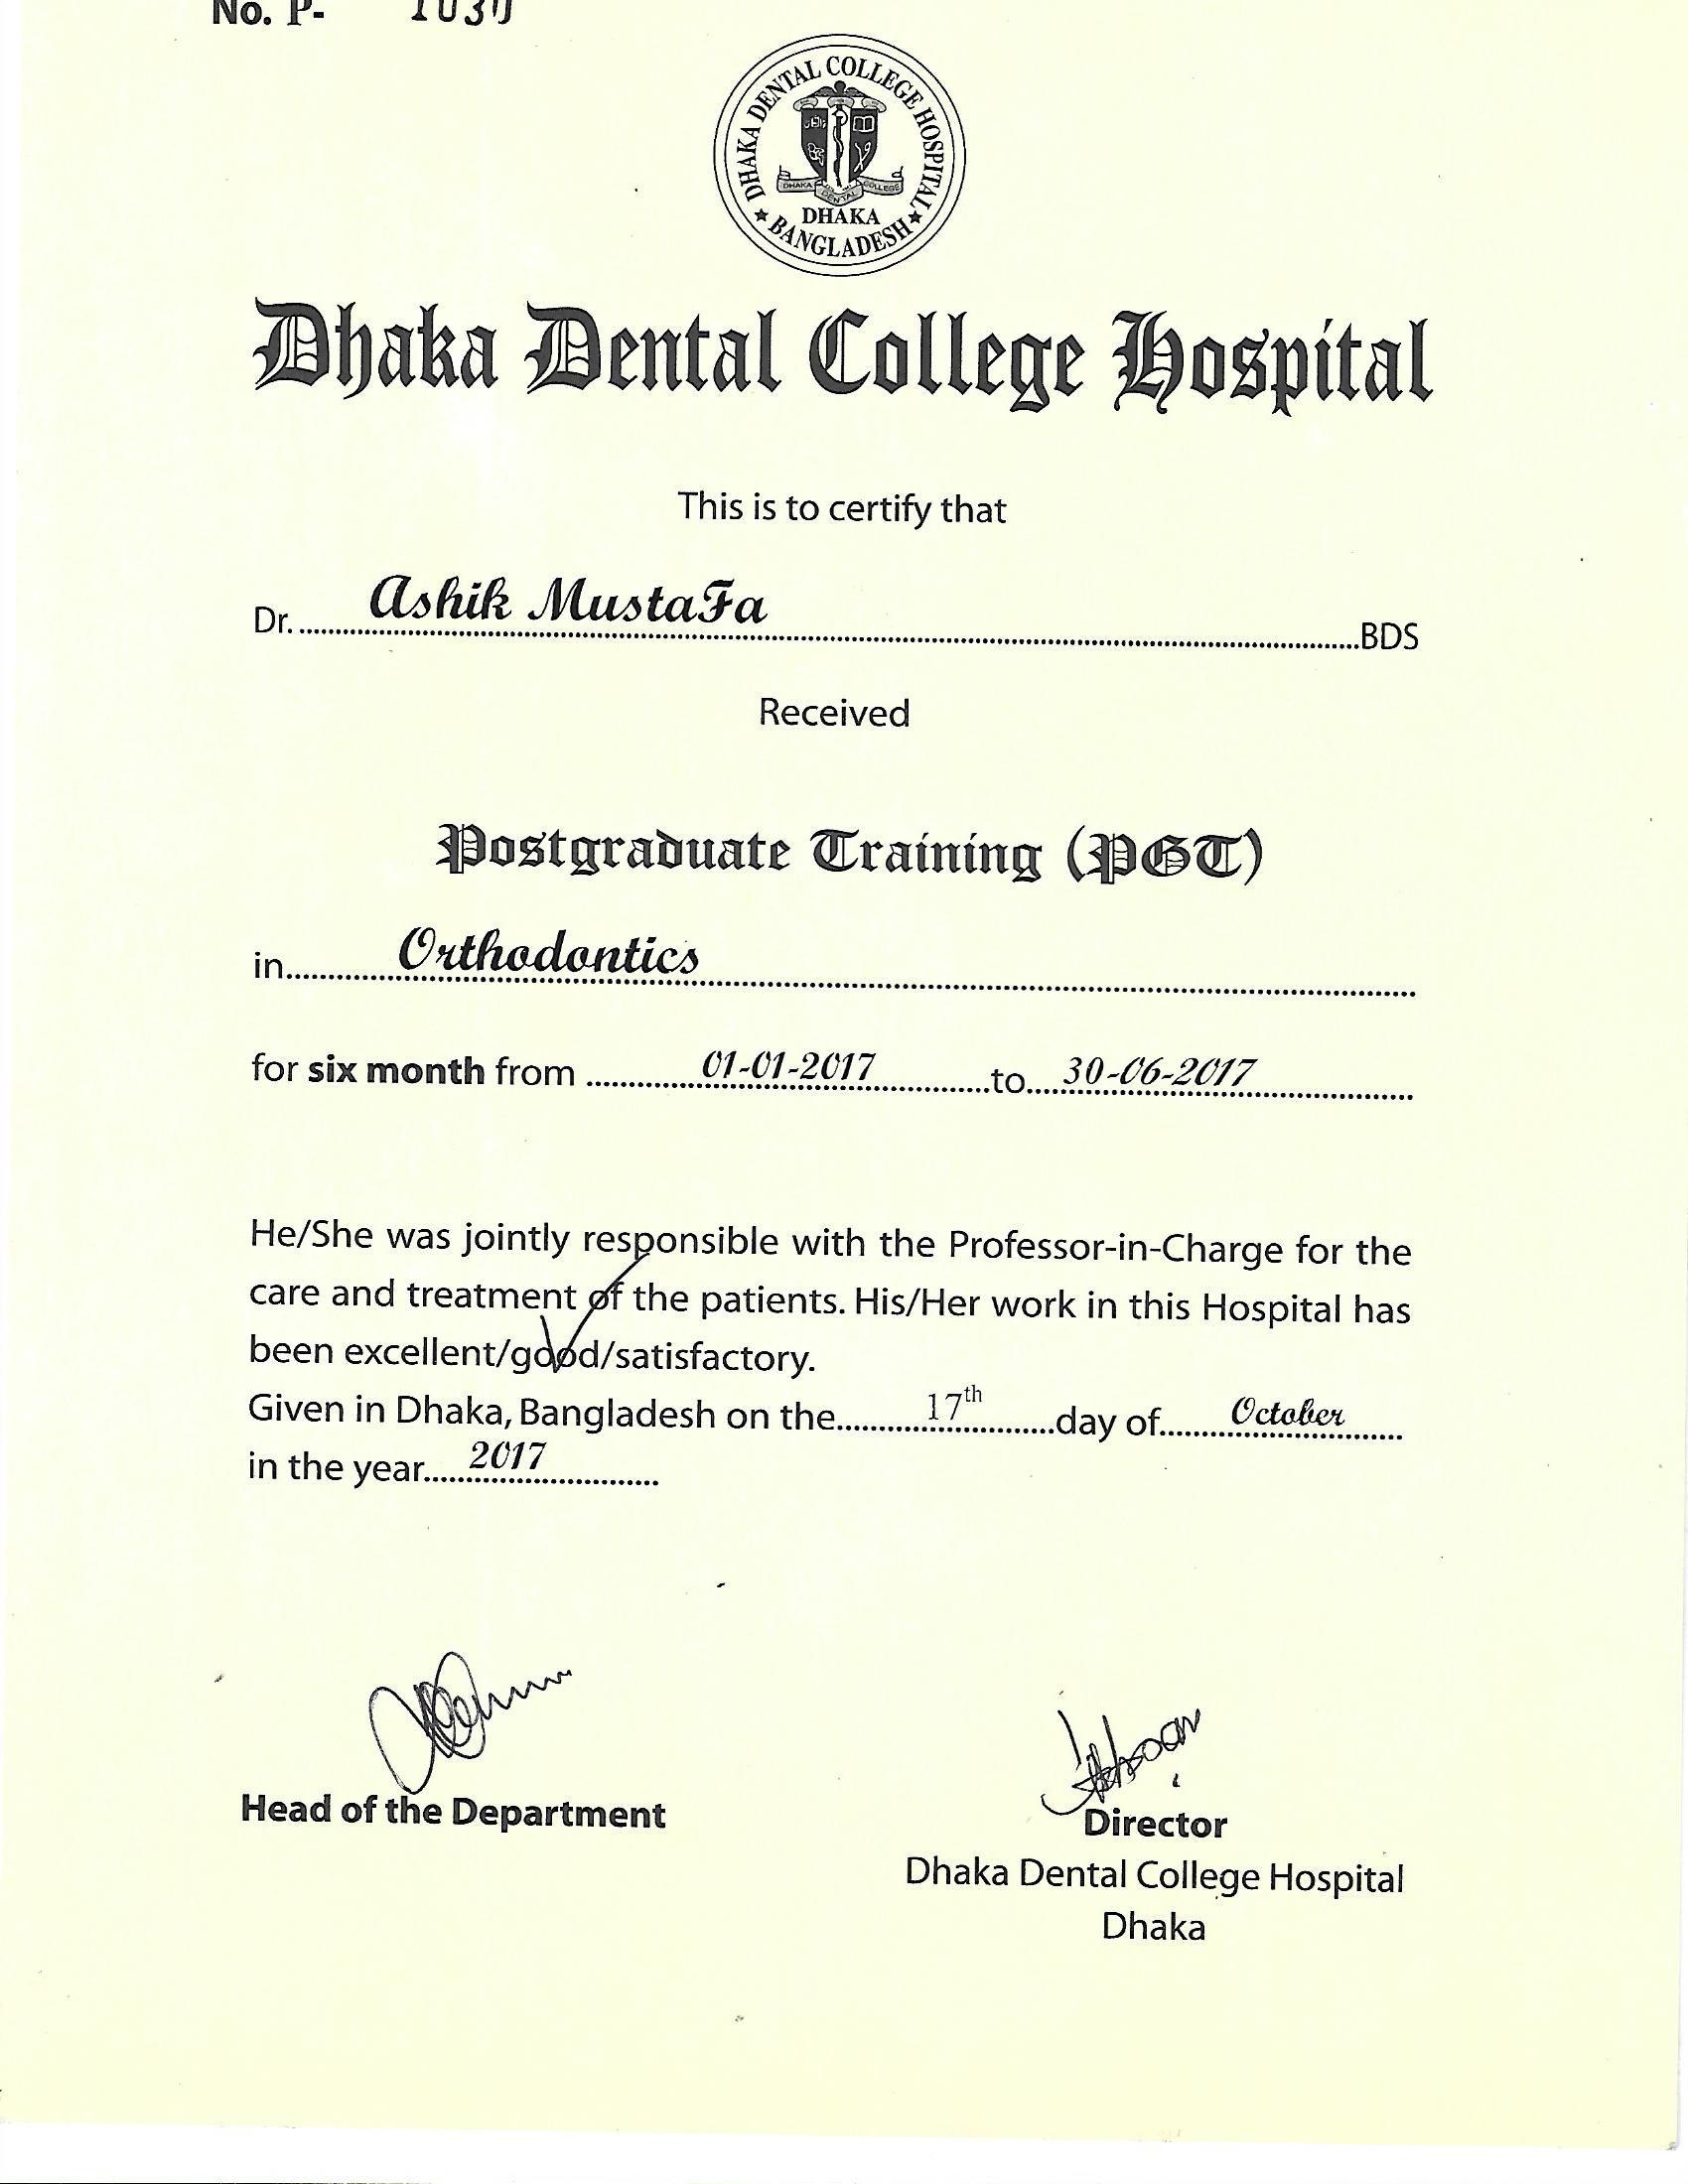 No. P-
DHAKA DENTAL COLLEGE HOSPITAL
DHAKA DENTAL COLLEGE
DHAKA
★ BANGLADESH ★
Dhaka Dental College Hospital
This is to certify that
Dr. Ashik MustaFa BDS
Received
Postgraduate Training (PGT)
in Orthodontics
for six month from 01-01-2017 to 30-06-2017
He/She was jointly responsible with the Professor-in-Charge for the
care and treatment of the patients. His/Her work in this Hospital has
been excellent/good/satisfactory.
Given in Dhaka, Bangladesh on the 17th day of October
in the year 2017
Head of the Department
Director
Dhaka Dental College Hospital
Dhaka